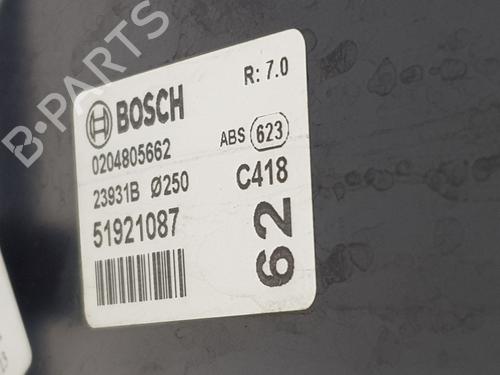 B-PARTS
BOSCH
R: 7.0
0204805662
ABS 623
23931B Ø250
C418
51921087
62